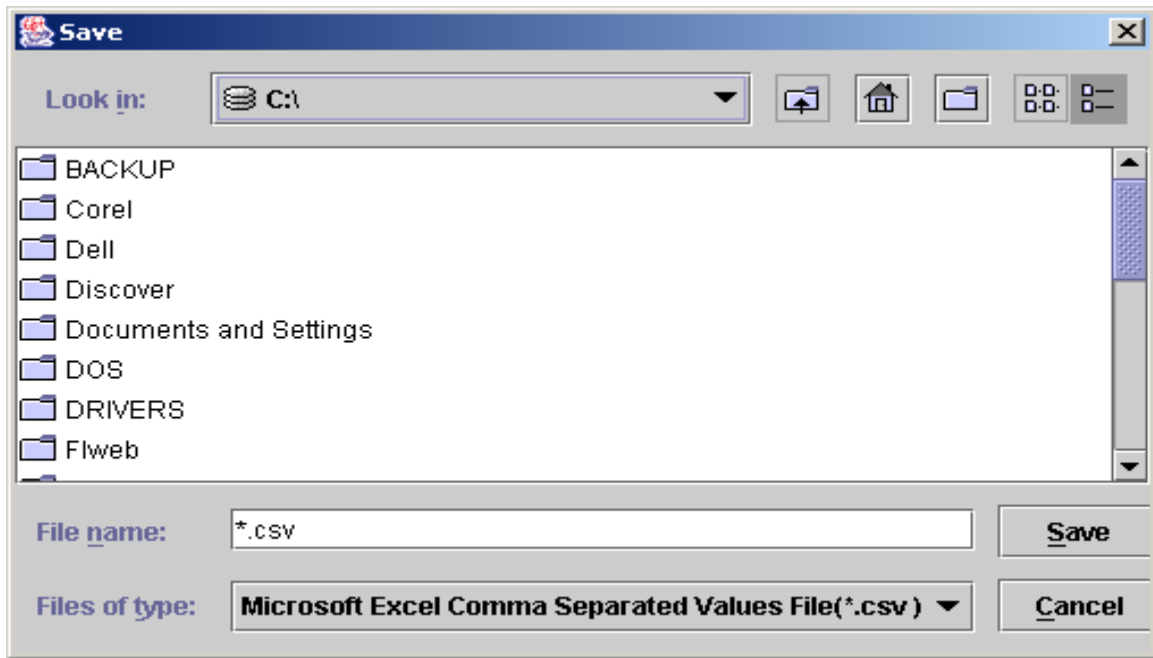 Save
Look in: C:\
BACKUP
Corel
Dell
Discover
Documents and Settings
DOS
DRIVERS
Flweb
File name: *.csv Save
Files of type: Microsoft Excel Comma Separated Values File(*.csv ) Cancel